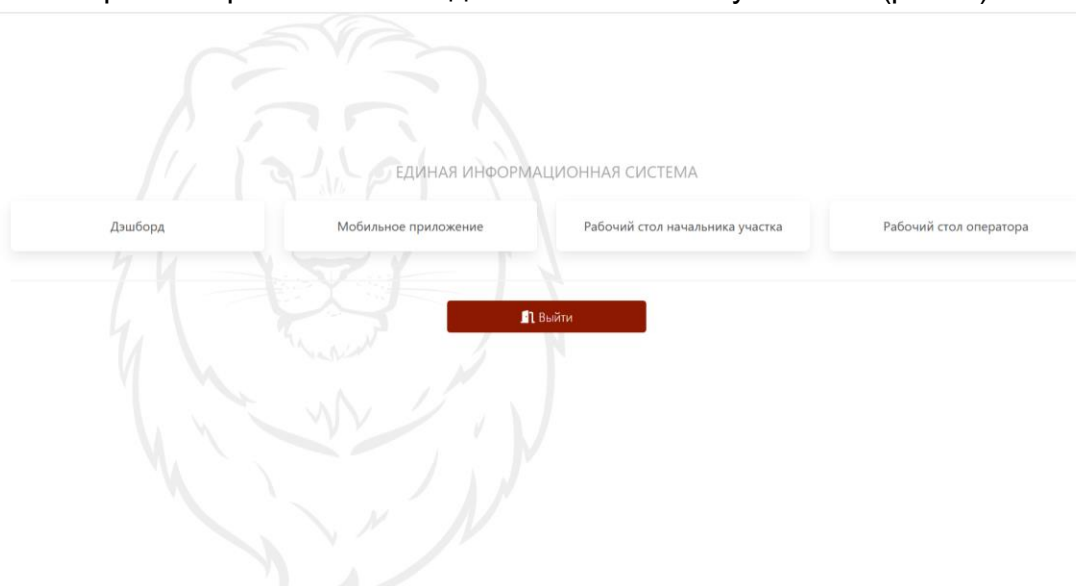 ЕДИНАЯ ИНФОРМАЦИОННАЯ СИСТЕМА
Дэшборд
Мобильное приложение
Рабочий стол начальника участка
Рабочий стол оператора
Выйти